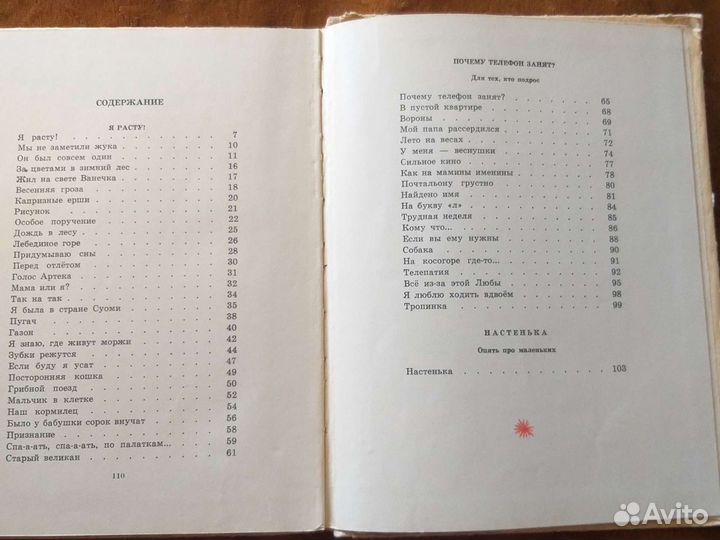 СОДЕРЖАНИЕ
Я РАСТУ!
Я расту! 7
Мы не заметили жука 10
Он был совсем один 11
За цветами в зимний лес 16
Жил на свете Ванечка 17
Весенняя гроза 18
Капризные ерши 20
Рисунок 21
Особое поручение 22
Дождь в лесу 25
Лебединое горе 26
Придумываю сны 28
Перед отлётом 30
Голос Артека 31
Мама или я? 32
Так на так 34
Я была в стране Суоми 35
Пугач 38
Газон 40
Я знаю, где живут моржи 42
Зубки режутся 44
Если буду я усат 47
Посторонняя кошка 49
Грибной поезд 50
Мальчик в клетке 52
Наш кормилец 54
Было у бабушки сорок внучат 56
Признание 58
Спа-а-ать, спа-а-ать, по палаткам... 59
Старый великан 61
110
ПОЧЕМУ ТЕЛЕФОН ЗАНЯТ?
Для тех, кто подрос
Почему телефон занят? 65
В пустой квартире 68
Вороны 69
Мой папа рассердился 71
Лето на весах 72
У меня — веснушки 74
Сильное кино 77
Как на мамины именины 78
Почтальону грустно 80
Найдено имя 81
На букву «л» 84
Трудная неделя 85
Кому что... 86
Если вы ему нужны 88
Собака 90
На косогоре где-то... 91
Телепатия 92
Всё из-за этой Любы 95
Я люблю ходить вдвоём 98
Тропинка 99
НАСТЕНЬКА
Опять про маленьких
Настенька 103
Avito